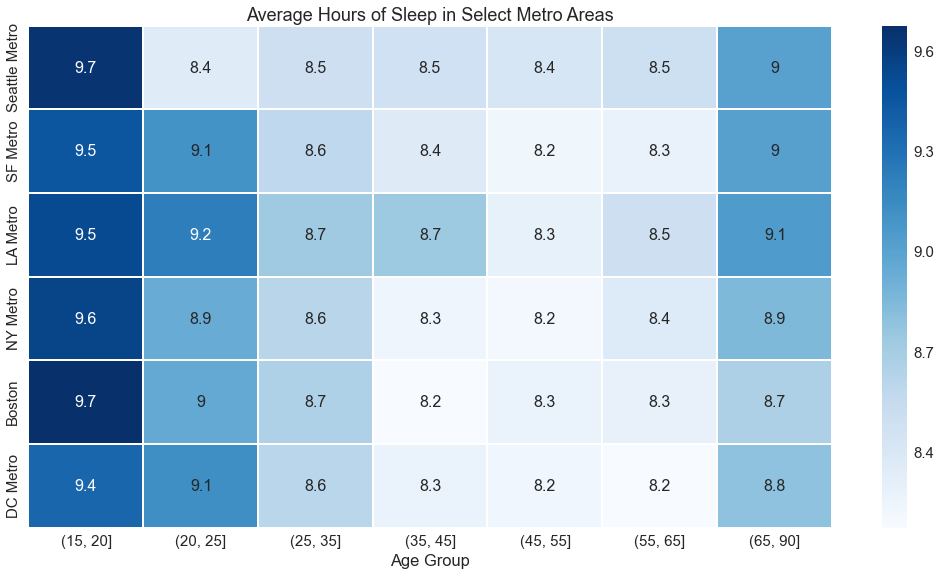 Average Hours of Sleep in Select Metro Areas
Seattle Metro 9.7 8.4 8.5 8.5 8.4 8.5 9
SF Metro 9.5 9.1 8.6 8.4 8.2 8.3 9
LA Metro 9.5 9.2 8.7 8.7 8.3 8.5 9.1
NY Metro 9.6 8.9 8.6 8.3 8.2 8.4 8.9
Boston 9.7 9 8.7 8.2 8.3 8.3 8.7
DC Metro 9.4 9.1 8.6 8.3 8.2 8.2 8.8
(15, 20] (20, 25] (25, 35] (35, 45] (45, 55] (55, 65] (65, 90]
Age Group
9.6
9.3
9.0
8.7
8.4